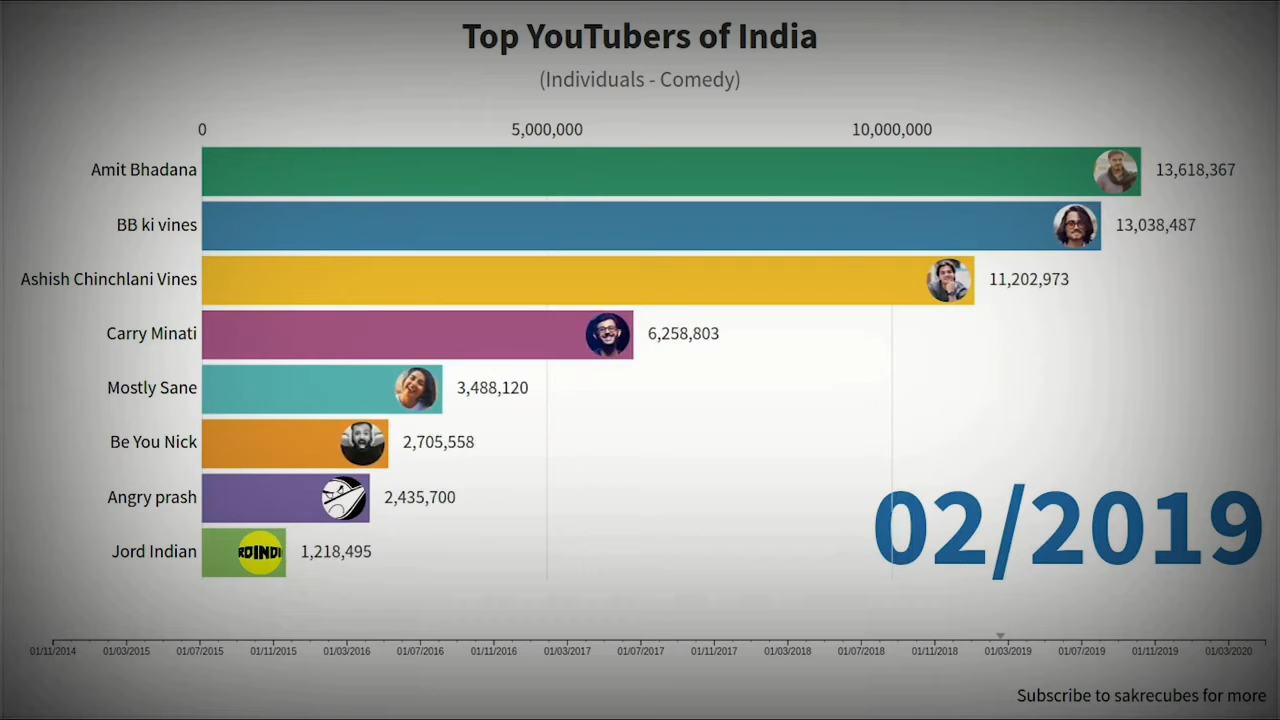 Top YouTubers of India
(Individuals - Comedy)
0 5,000,000 10,000,000
Amit Bhadana 13,618,367
BB ki vines 13,038,487
Ashish Chinchlani Vines 11,202,973
Carry Minati 6,258,803
Mostly Sane 3,488,120
Be You Nick 2,705,558
Angry prash 2,435,700
Jord Indian RDINDI 1,218,495
02/2019
01/11/2014 01/03/2015 01/07/2015 01/11/2015 01/03/2016 01/07/2016 01/11/2016 01/03/2017 01/07/2017 01/11/2017 01/03/2018 01/07/2018 01/11/2018 01/03/2019 01/07/2019 01/11/2019 01/03/2020
Subscribe to sakrecubes for more